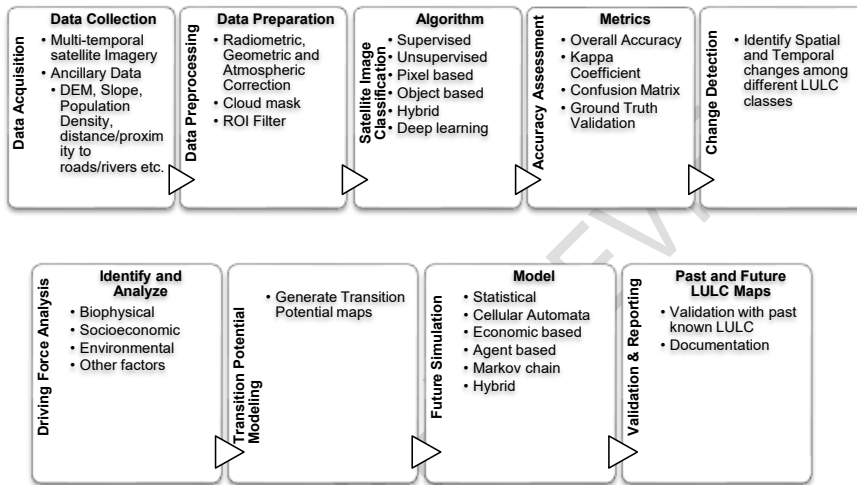 Data Acquisition
Data Collection
• Multi-temporal
satellite Imagery
• Ancillary Data
• DEM, Slope,
Population
Density,
distance/proxim
ity to
roads/rivers etc.
Data Preprocessing
Data Preparation
• Radiometric,
Geometric and
Atmospheric
Correction
• Cloud mask
• ROI Filter
Satellite Image
Classification
Algorithm
• Supervised
• Unsupervised
• Pixel based
• Object based
• Hybrid
• Deep learning
Accuracy Assessment
Metrics
• Overall Accuracy
• Kappa
Coefficient
• Confusion Matrix
• Ground Truth
Validation
Change Detection
• Identify Spatial
and Temporal
changes among
different LULC
classes
Driving Force Analysis
Identify and
Analyze
• Biophysical
• Socioeconomic
• Environmental
• Other factors
Transition Potential
Modeling
• Generate Transition
Potential maps
Future Simulation
Model
• Statistical
• Cellular Automata
• Economic based
• Agent based
• Markov chain
• Hybrid
Validation & Reporting
Past and Future
LULC Maps
• Validation with past
known LULC
• Documentation